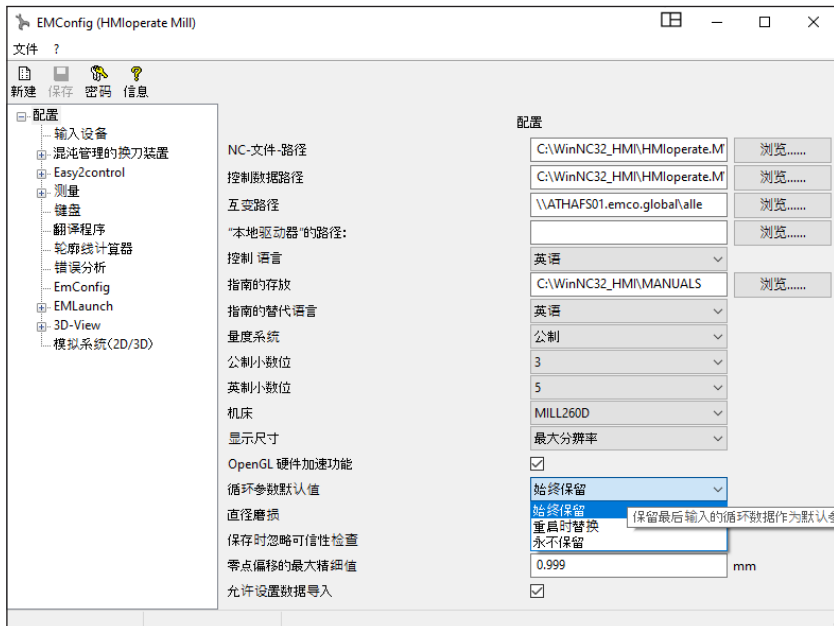 EMConfig (HMIoperate Mill)
文件 ?
新建 保存 密码 信息
配置
输入设备
混沌管理的换刀装置
Easy2control
测量
键盘
翻译程序
轮廓线计算器
错误分析
EmConfig
EMLaunch
3D-View
模拟系统(2D/3D)
配置
NC-文件-路径 C:\WinNC32_HMI\HMIoperate.M 浏览......
控制数据路径 C:\WinNC32_HMI\HMIoperate.M 浏览......
互变路径 \\ATHAFS01.emco.global\alle 浏览......
“本地驱动器”的路径: 浏览......
控制 语言 英语
指南的存放 C:\WinNC32_HMI\MANUALS 浏览......
指南的替代语言 英语
量度系统 公制
公制小数位 3
英制小数位 5
机床 MILL260D
显示尺寸 最大分辨率
OpenGL 硬件加速功能
循环参数默认值 始终保留
始终保留
直径磨损
重启时替换
保留最后输入的循环数据作为默认
保存时忽略可信性检查
永不保留
零点偏移的最大精细值 0.999 mm
允许设置数据导入